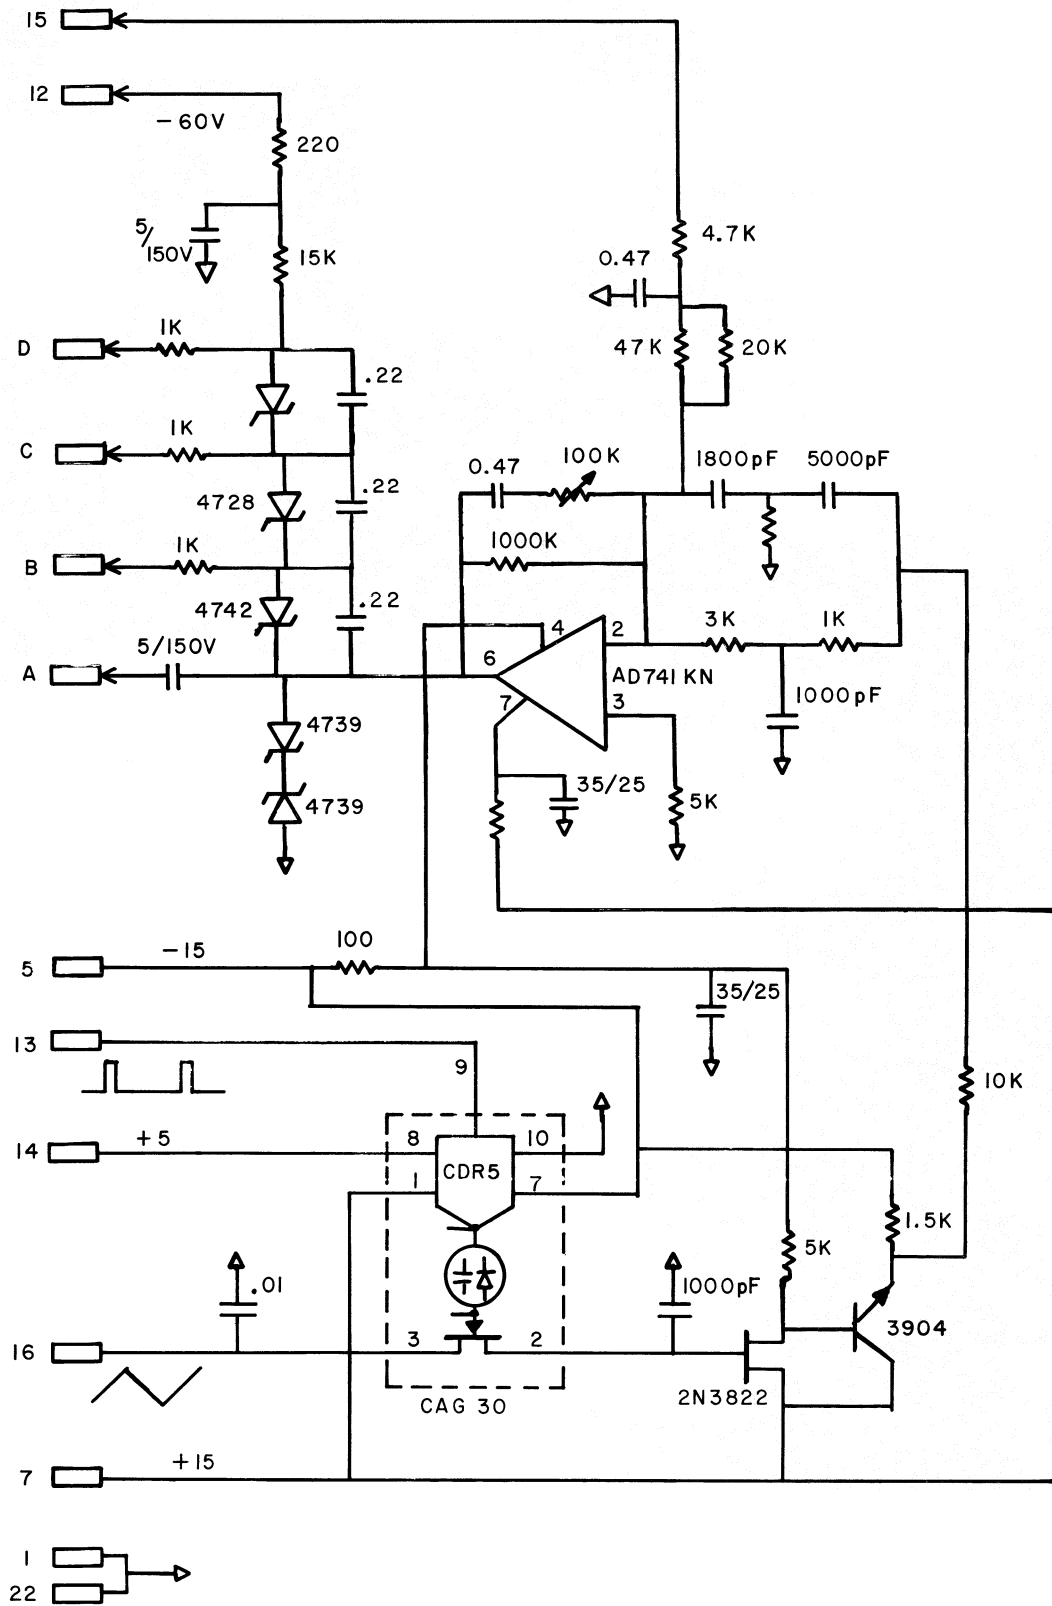 15
12
-60V
220
5/150V
15K
4.7K
0.47
47K
20K
D
1K
.22
C
1K
4728
.22
B
1K
4742
.22
A
5/150V
4739
4739
0.47
100K
1800pF
5000pF
1000K
4
2
6
7
3
AD741KN
3K
1K
1000pF
35/25
5K
5
-15
100
35/25
13
9
10K
14
+5
8
10
CDR5
1
7
1.5K
5K
.01
1000pF
16
3
2
3904
2N3822
CAG 30
7
+15
1
22